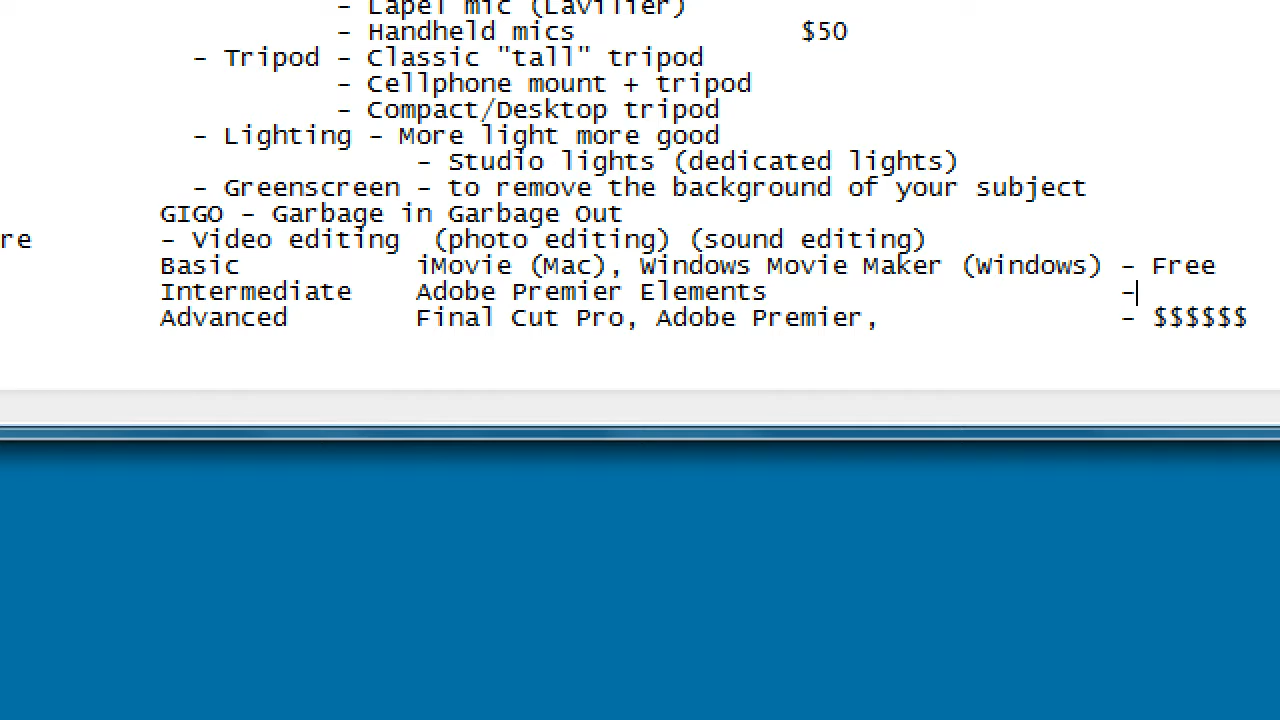 - Lapel mic (Lavilier)
- Handheld mics $50
- Tripod - Classic "tall" tripod
- Cellphone mount + tripod
- Compact/Desktop tripod
- Lighting - More light more good
- Studio lights (dedicated lights)
- Greenscreen - to remove the background of your subject
GIGO - Garbage in Garbage Out
re - Video editing (photo editing) (sound editing)
Basic iMovie (Mac), Windows Movie Maker (Windows) - Free
Intermediate Adobe Premier Elements -
Advanced Final Cut Pro, Adobe Premier, - $$$$$$